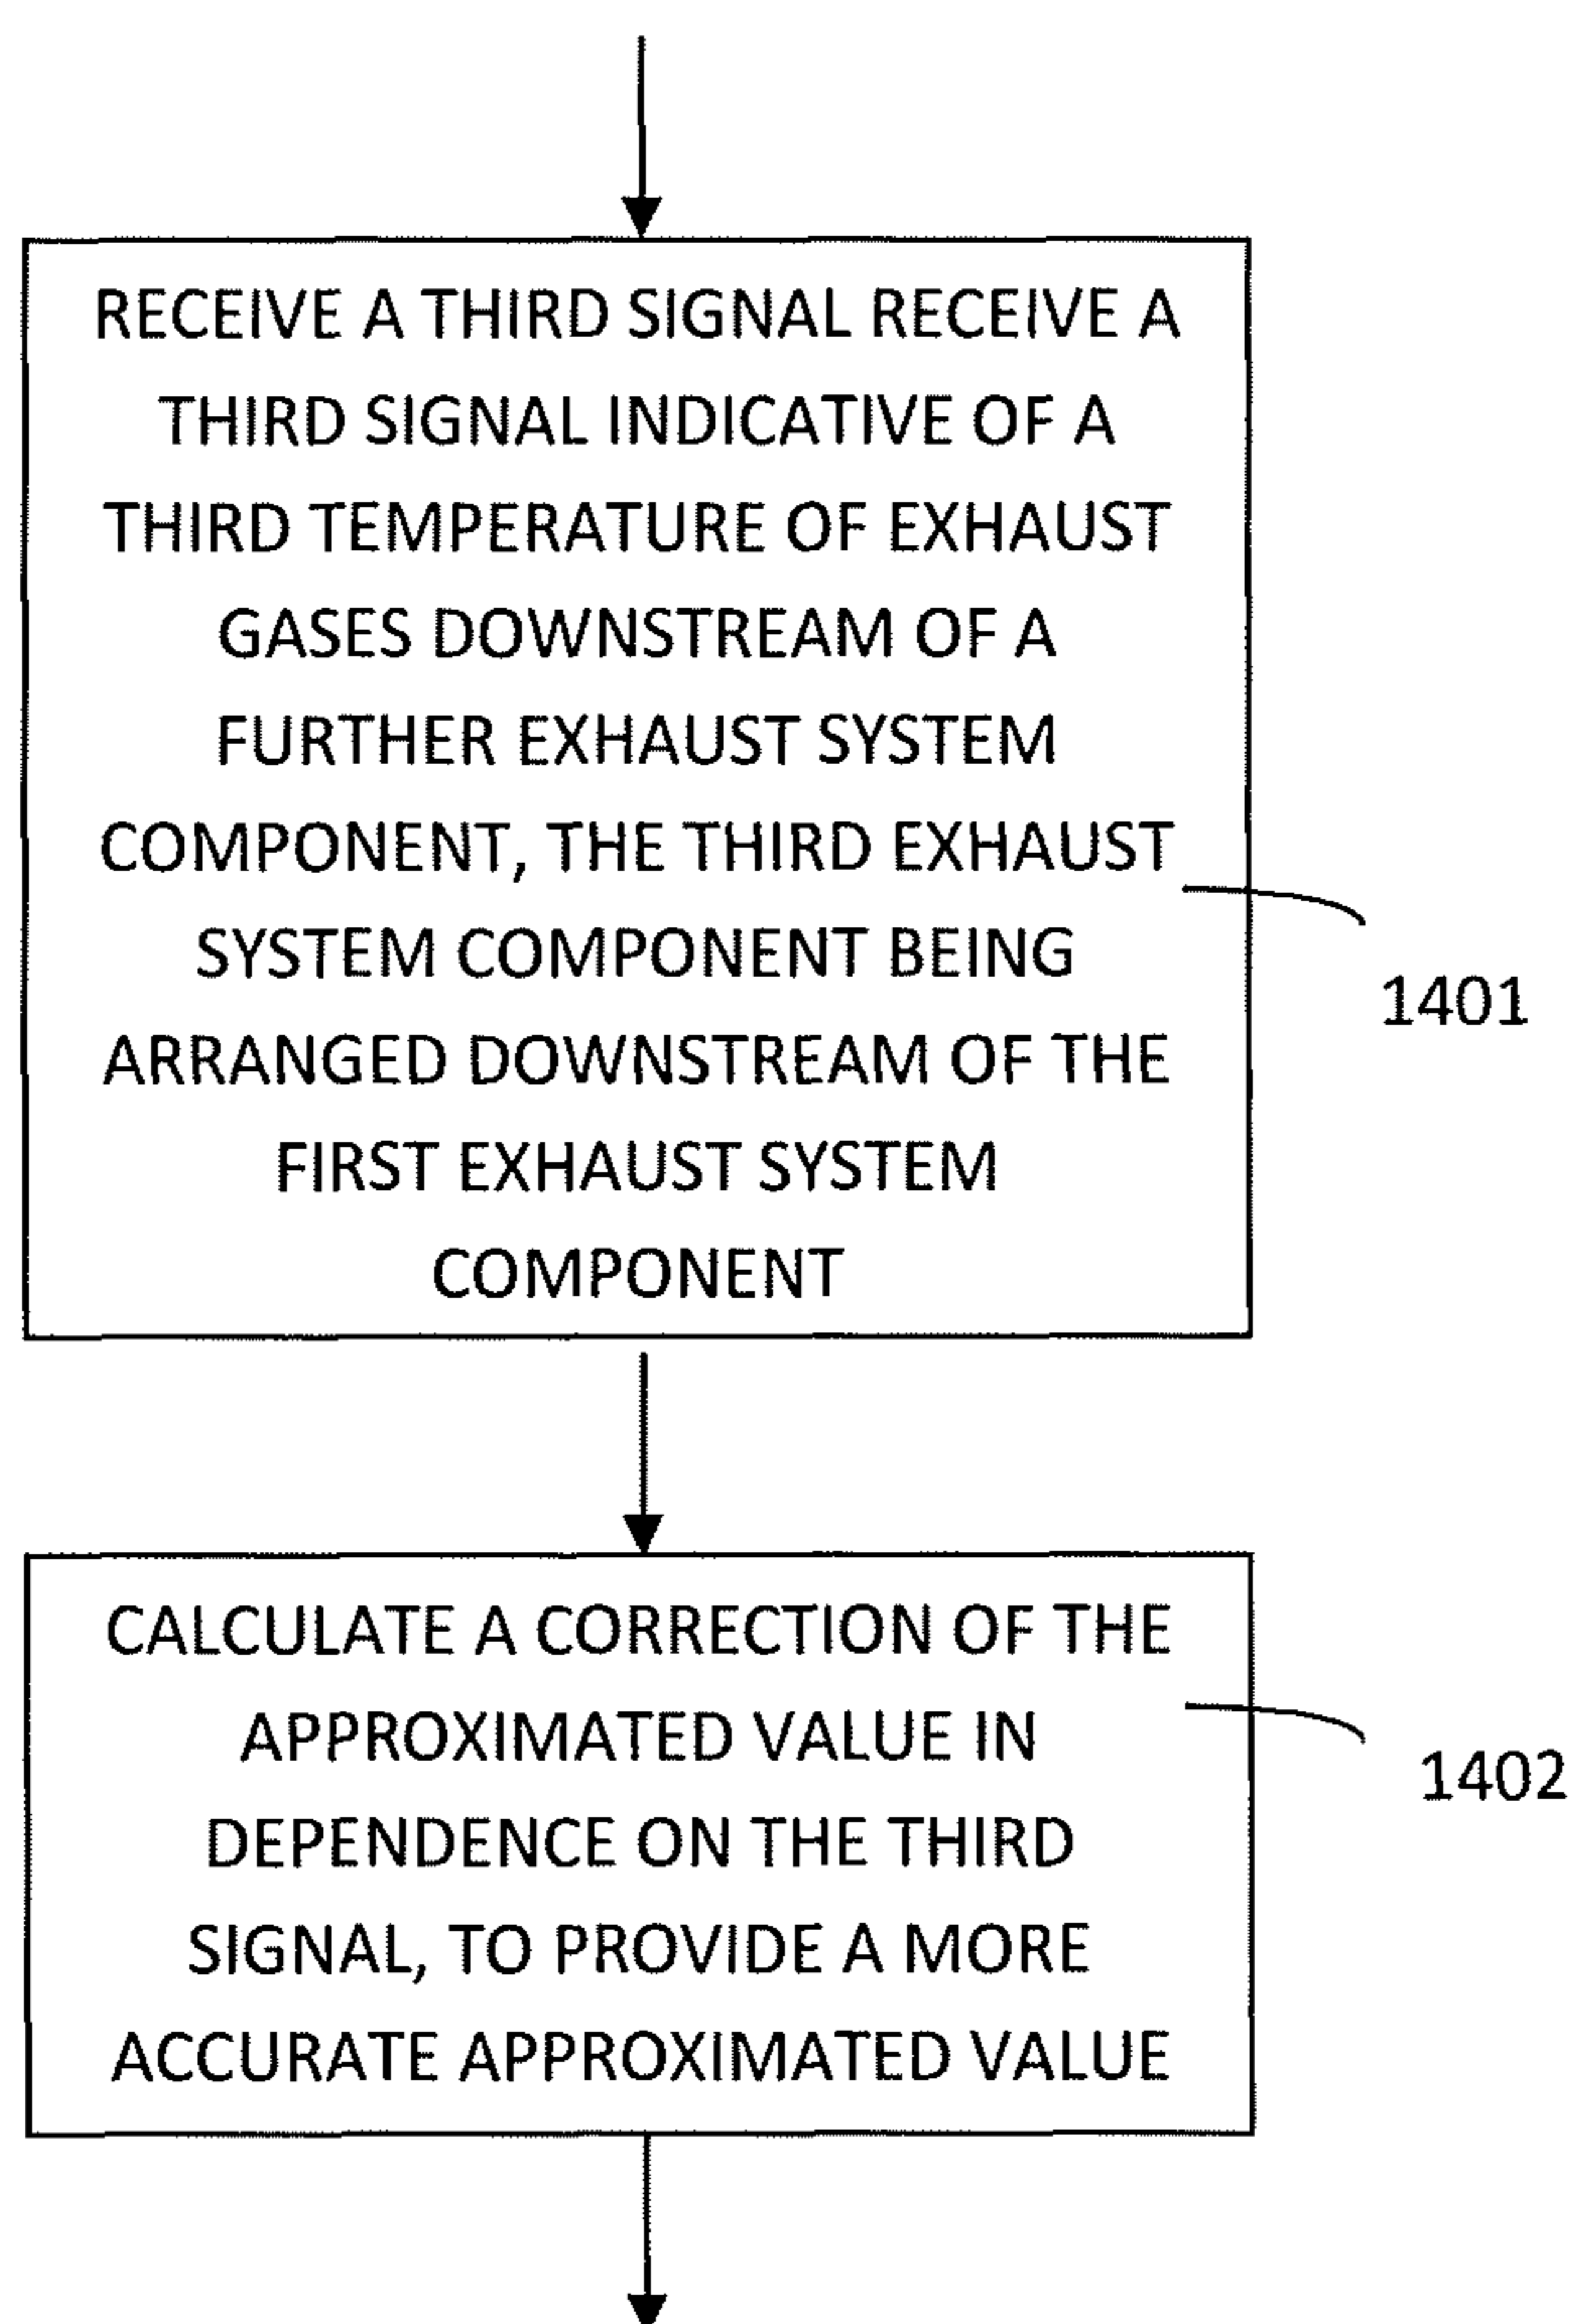 RECEIVE A THIRD SIGNAL RECEIVE A
THIRD SIGNAL INDICATIVE OF A
THIRD TEMPERATURE OF EXHAUST
GASES DOWNSTREAM OF A
FURTHER EXHAUST SYSTEM
COMPONENT, THE THIRD EXHAUST
SYSTEM COMPONENT BEING
ARRANGED DOWNSTREAM OF THE
FIRST EXHAUST SYSTEM
COMPONENT
1401
CALCULATE A CORRECTION OF THE
APPROXIMATED VALUE IN
DEPENDENCE ON THE THIRD
SIGNAL, TO PROVIDE A MORE
ACCURATE APPROXIMATED VALUE
1402